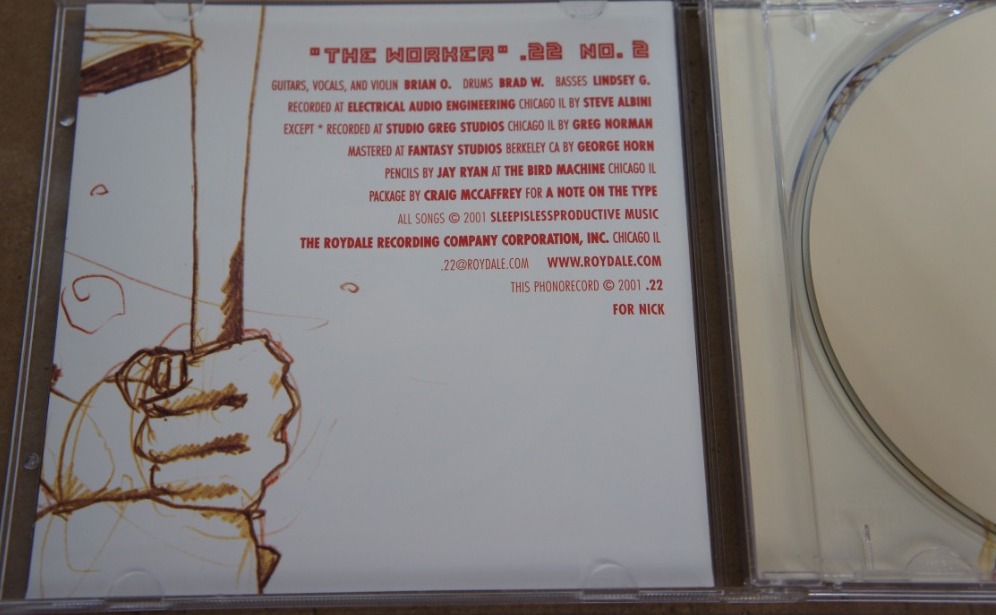 "THE WORKER" .22 NO. 2
GUITARS, VOCALS, AND VIOLIN BRIAN O. DRUMS BRAD W. BASSES LINDSEY G.
RECORDED AT ELECTRICAL AUDIO ENGINEERING CHICAGO IL BY STEVE ALBINI
EXCEPT * RECORDED AT STUDIO GREG STUDIOS CHICAGO IL BY GREG NORMAN
MASTERED AT FANTASY STUDIOS BERKELEY CA BY GEORGE HORN
PENCILS BY JAY RYAN AT THE BIRD MACHINE CHICAGO IL
PACKAGE BY CRAIG MCCAFFREY FOR A NOTE ON THE TYPE
ALL SONGS © 2001 SLEEPISLESSPRODUCTIVE MUSIC
THE ROYDALE RECORDING COMPANY CORPORATION, INC. CHICAGO IL
.22@ROYDALE.COM WWW.ROYDALE.COM
THIS PHONORECORD © 2001 .22
FOR NICK